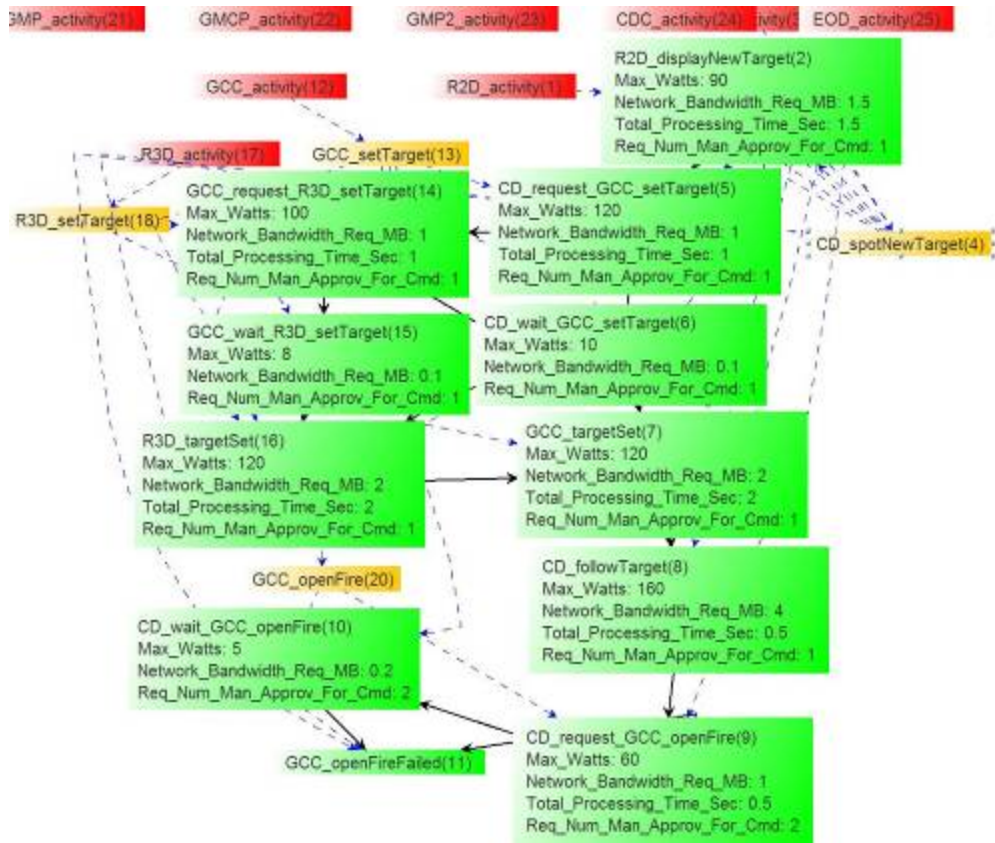 GMP_activity(21)
GMCP_activity(22)
GMP2_activity(23)
CDC_activity(24)
EOD_activity(25)
R2D_displayNewTarget(2)
Max_Watts: 90
Network_Bandwidth_Req_MB: 1.5
Total_Processing_Time_Sec: 1.5
Req_Num_Man_Approv_For_Cmd: 1
GCC_activity(12)
R2D_activity(1)
R3D_activity(17)
GCC_setTarget(13)
GCC_request_R3D_setTarget(14)
Max_Watts: 100
Network_Bandwidth_Req_MB: 1
Total_Processing_Time_Sec: 1
Req_Num_Man_Approv_For_Cmd: 1
CD_request_GCC_setTarget(5)
Max_Watts: 120
Network_Bandwidth_Req_MB: 1
Total_Processing_Time_Sec: 1
Req_Num_Man_Approv_For_Cmd: 1
R3D_setTarget(18)
CD_spotNewTarget(4)
GCC_wait_R3D_setTarget(15)
Max_Watts: 8
Network_Bandwidth_Req_MB: 0.1
Req_Num_Man_Approv_For_Cmd: 1
CD_wait_GCC_setTarget(6)
Max_Watts: 10
Network_Bandwidth_Req_MB: 0.1
Req_Num_Man_Approv_For_Cmd: 1
R3D_targetSet(16)
Max_Watts: 120
Network_Bandwidth_Req_MB: 2
Total_Processing_Time_Sec: 2
Req_Num_Man_Approv_For_Cmd: 1
GCC_targetSet(7)
Max_Watts: 120
Network_Bandwidth_Req_MB: 2
Total_Processing_Time_Sec: 2
Req_Num_Man_Approv_For_Cmd: 1
GCC_openFire(20)
CD_followTarget(8)
Max_Watts: 160
Network_Bandwidth_Req_MB: 4
Total_Processing_Time_Sec: 0.5
Req_Num_Man_Approv_For_Cmd: 1
CD_wait_GCC_openFire(10)
Max_Watts: 5
Network_Bandwidth_Req_MB: 0.2
Req_Num_Man_Approv_For_Cmd: 2
GCC_openFireFailed(11)
CD_request_GCC_openFire(9)
Max_Watts: 60
Network_Bandwidth_Req_MB: 1
Total_Processing_Time_Sec: 0.5
Req_Num_Man_Approv_For_Cmd: 2